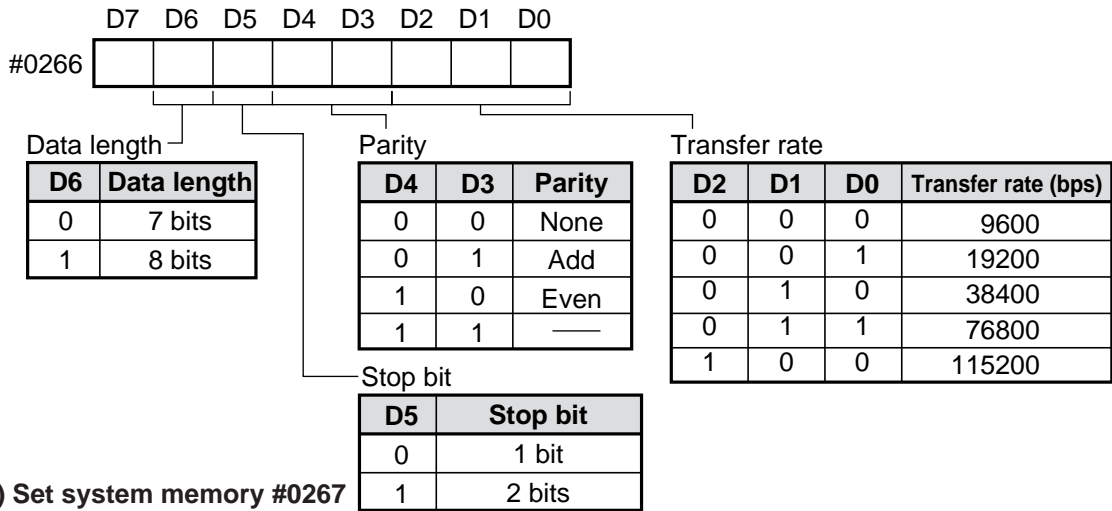 D7 D6 D5 D4 D3 D2 D1 D0
#0266
Data length
D6 Data length
0 7 bits
1 8 bits
Parity
D4 D3 Parity
0 0 None
0 1 Add
1 0 Even
1 1 —
Transfer rate
D2 D1 D0 Transfer rate (bps)
0 0 0 9600
0 0 1 19200
0 1 0 38400
0 1 1 76800
1 0 0 115200
Stop bit
D5 Stop bit
0 1 bit
1 2 bits
) Set system memory #0267